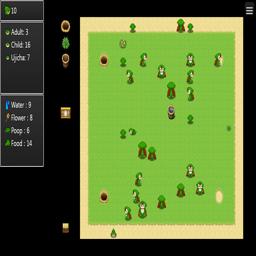 10
Adult: 3
Child: 16
Ujicha: 7
Water : 9
Flower : 8
Poop : 6
Food : 14